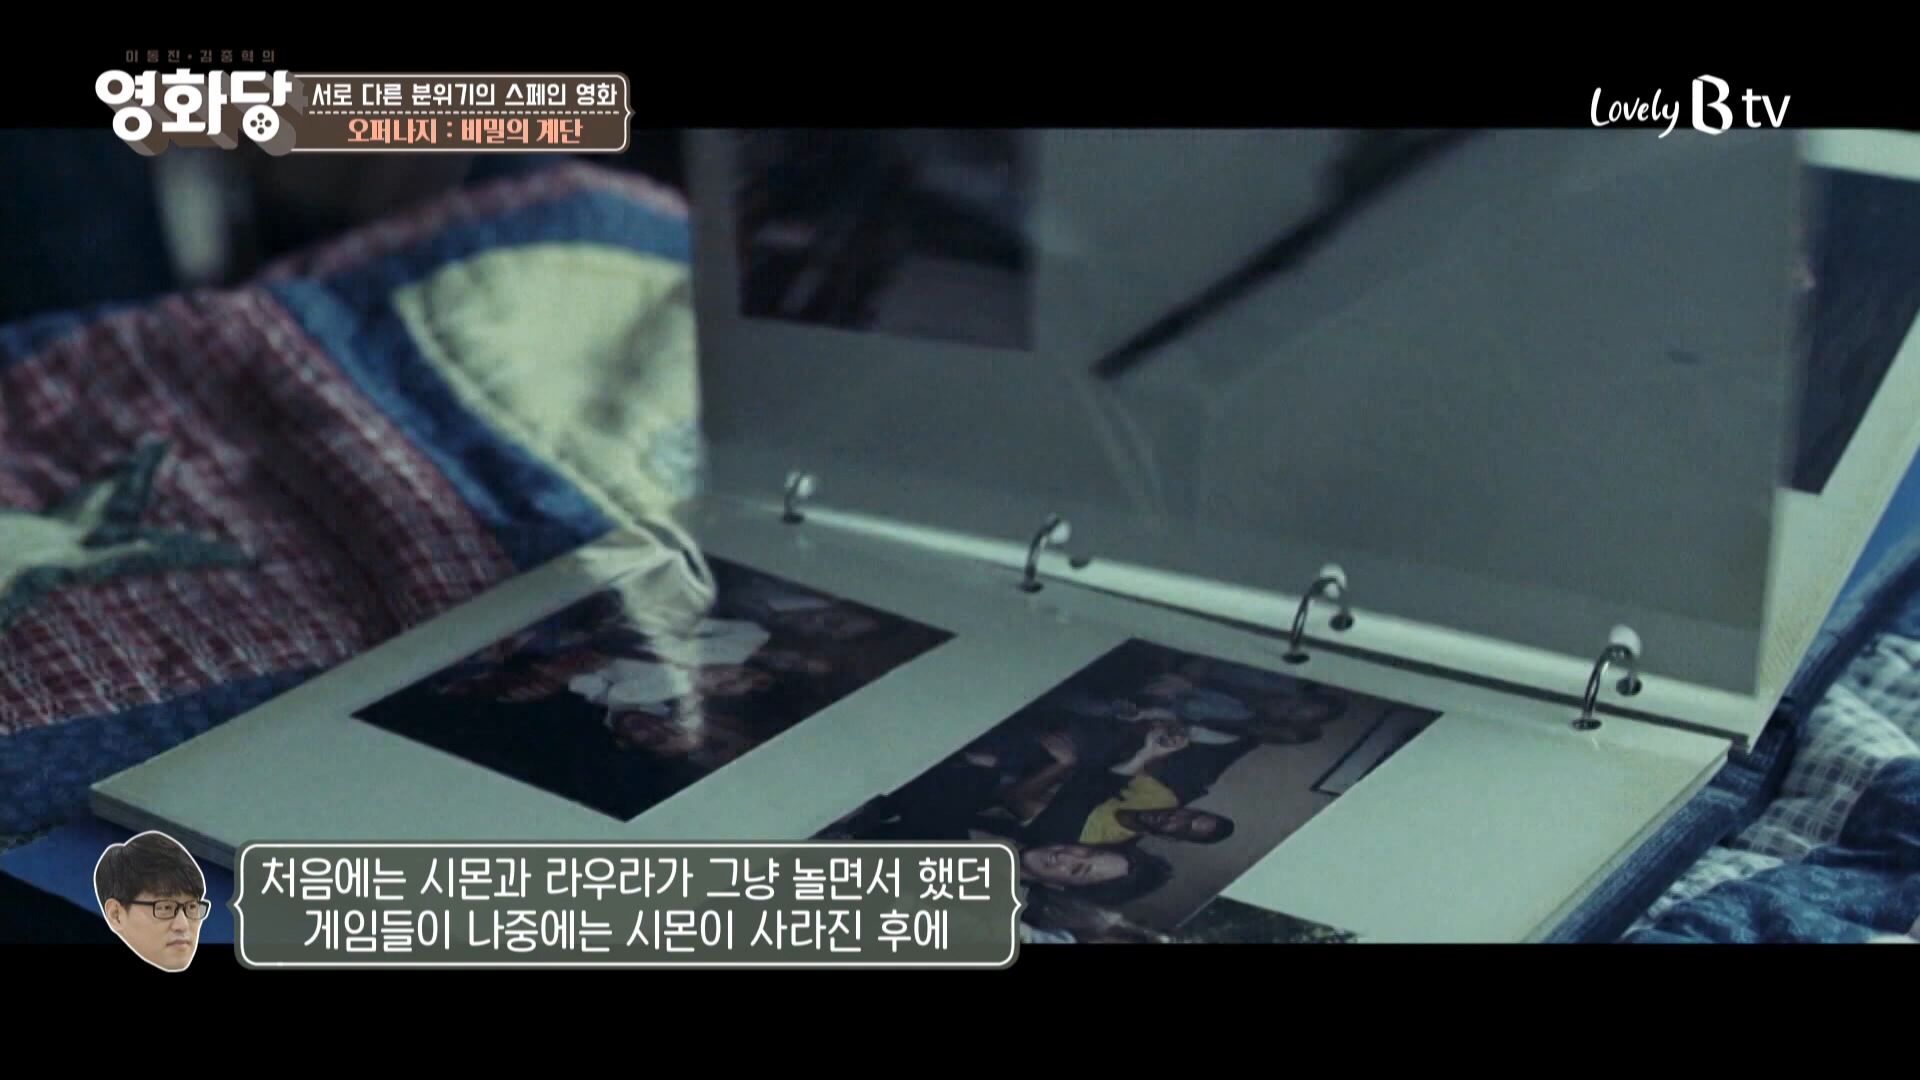 이동진·김중혁의
영화당
서로 다른 분위기의 스페인 영화
오퍼나지 : 비밀의 계단
Lovely B tv
처음에는 시몬과 라우라가 그냥 놀면서 했던
게임들이 나중에는 시몬이 사라진 후에